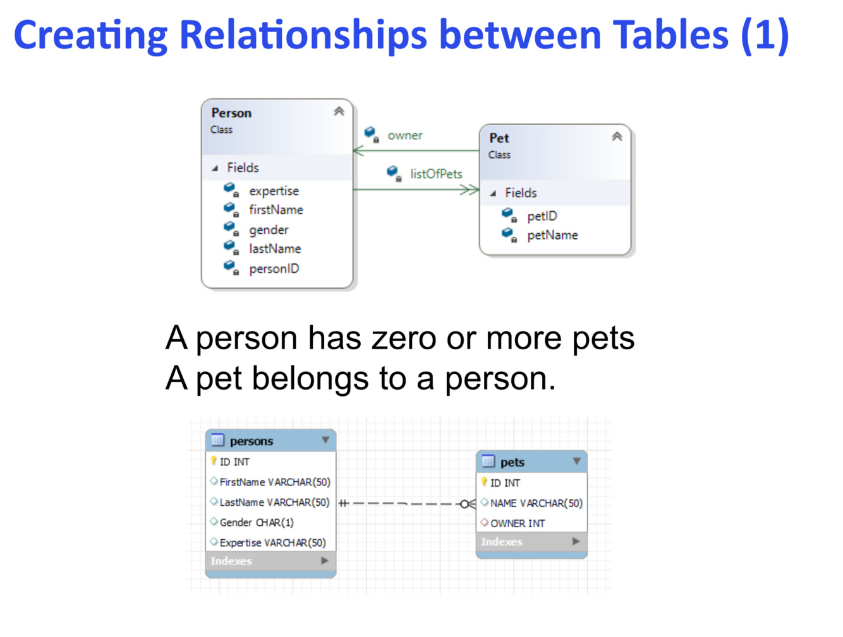 Creating Relationships between Tables (1)
Person
Class
Fields
expertise
firstName
gender
lastName
personID
owner
listOfPets
Pet
Class
Fields
petID
petName
A person has zero or more pets
A pet belongs to a person.
persons
ID INT
FirstName VARCHAR(50)
LastName VARCHAR(50)
Gender CHAR(1)
Expertise VARCHAR(50)
Indexes
pets
ID INT
NAME VARCHAR(50)
OWNER INT
Indexes